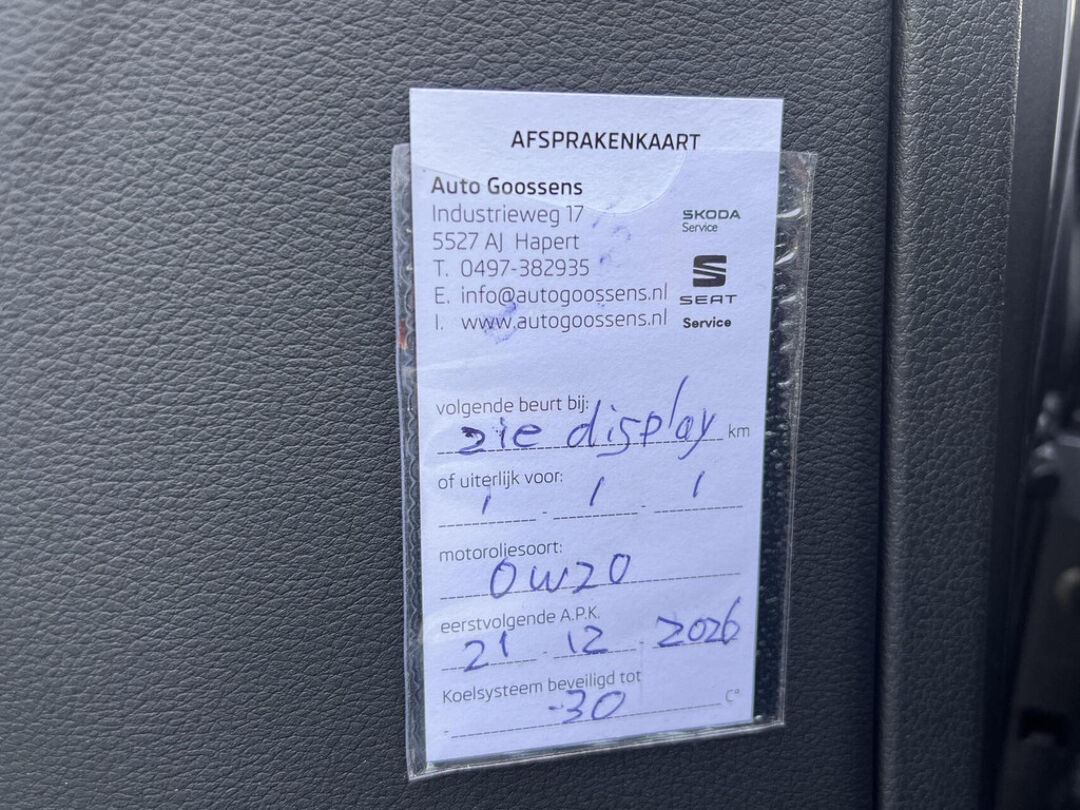 AFSPRAKENKAART
Auto Goossens
Industrieweg 17
5527 AJ Hapert
T. 0497-382935
E. info@autogoossens.nl
I. www.autogoossens.nl
SKODA
Service
SEAT
Service
volgende beurt bij:
zie display km
of uiterlijk voor:
/ - / - /
motoroliesoort:
0W20
eerstvolgende A.P.K.
21 - 12 - 2026
Koelsysteem beveiligd tot
- -30 C°